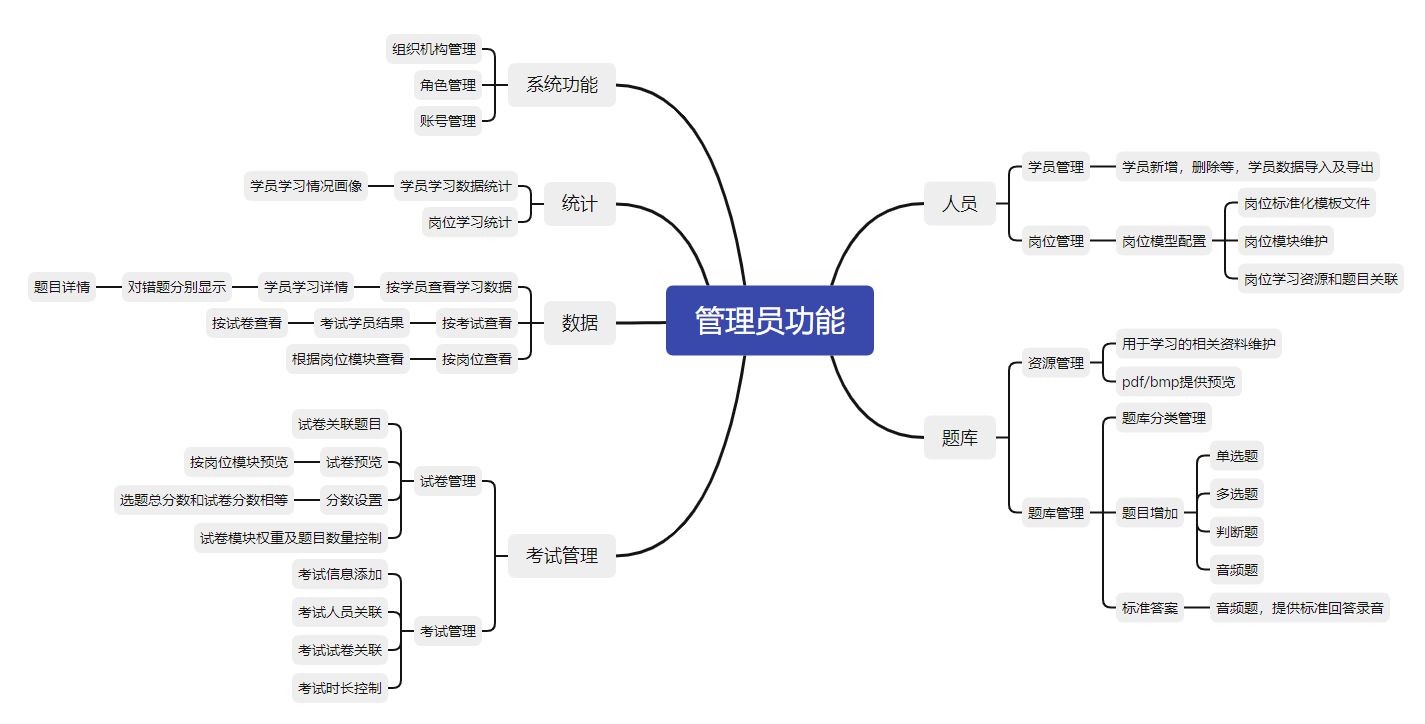 管理员功能
系统功能
组织机构管理
角色管理
账号管理
统计
学员学习数据统计
学员学习情况画像
岗位学习统计
数据
按学员查看学习数据
学员学习详情
对错题分别显示
题目详情
按考试查看
考试学员结果
按试卷查看
按岗位查看
根据岗位模块查看
考试管理
试卷管理
试卷关联题目
试卷预览
按岗位模块预览
分数设置
选题总分数和试卷分数相等
试卷模块权重及题目数量控制
考试管理
考试信息添加
考试人员关联
考试试卷关联
考试时长控制
人员
学员管理
学员新增，删除等，学员数据导入及导出
岗位管理
岗位模型配置
岗位标准化模板文件
岗位模块维护
岗位学习资源和题目关联
题库
资源管理
用于学习的相关资料维护
pdf/bmp提供预览
题库管理
题库分类管理
题目增加
单选题
多选题
判断题
音频题
标准答案
音频题，提供标准回答录音